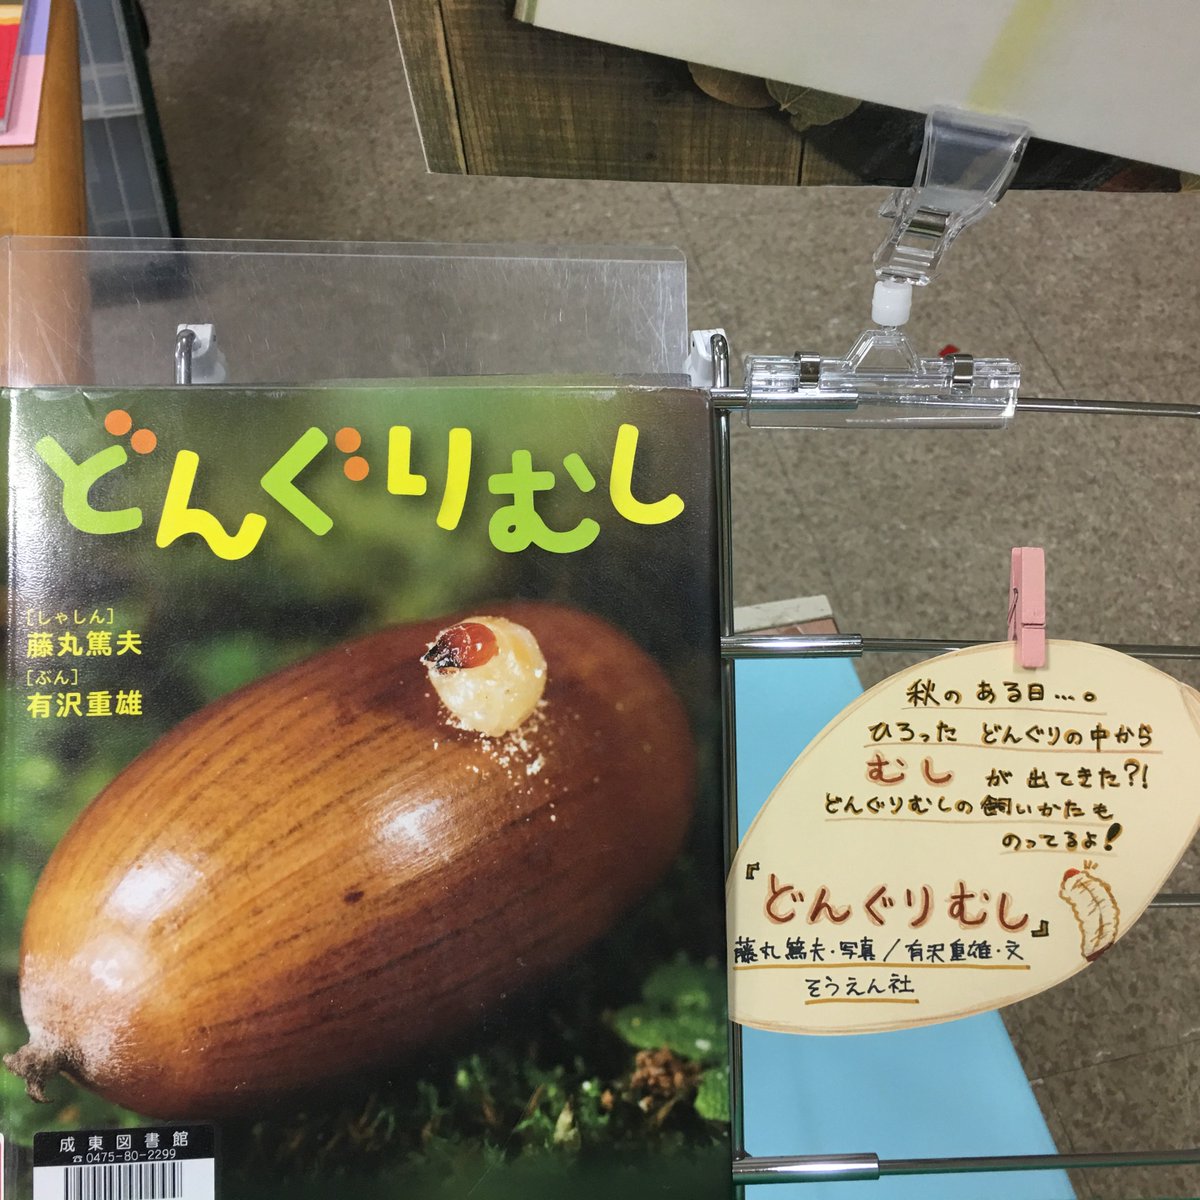 どんぐりむし
［しゃしん］
藤丸篤夫
［ぶん］
有沢重雄
成東図書館
☎0475-80-2299
秋の ある日…。
ひろった どんぐりの中から
むし が 出てきた?!
どんぐりむしの飼いかたも
のってるよ!
『どんぐりむし』
藤丸篤夫・写真/有沢重雄・文
そうえん社